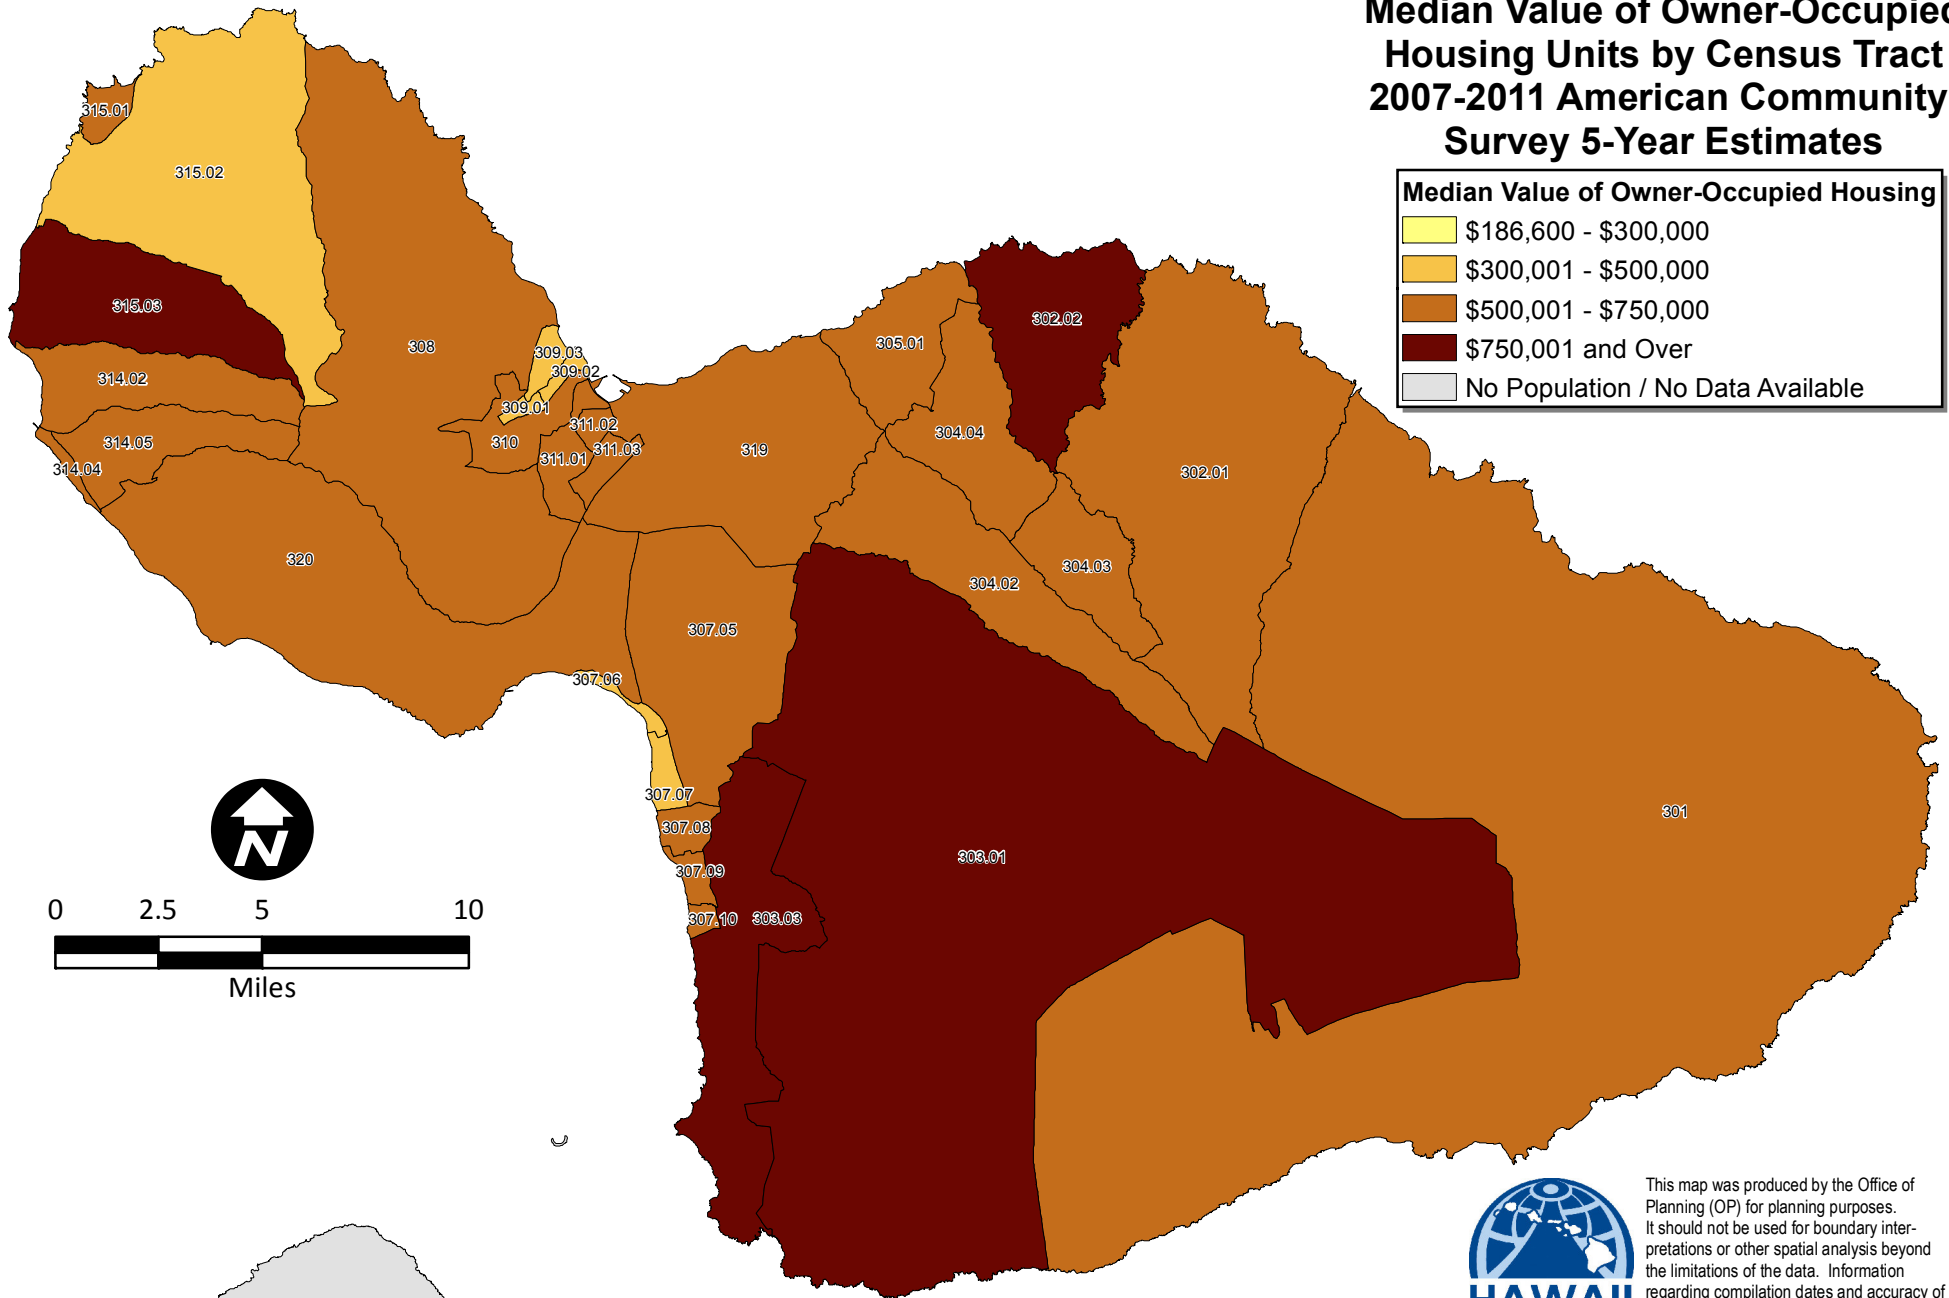 Median Value of Owner-Occupied
Housing Units by Census Tract
2007-2011 American Community
Survey 5-Year Estimates
Median Value of Owner-Occupied Housing
$186,600 - $300,000
$300,001 - $500,000
$500,001 - $750,000
$750,001 and Over
No Population / No Data Available
315.01
315.02
315.03
308
309.03
309.02
309.01
314.02
314.05
314.04
310
311.02
311.01
311.03
319
305.01
302.02
304.04
302.01
304.03
304.02
320
307.05
307.06
307.07
307.08
307.09
307.10
303.03
303.01
301
N
0 2.5 5 10
Miles
This map was produced by the Office of
Planning (OP) for planning purposes.
It should not be used for boundary inter-
pretations or other spatial analysis beyond
the limitations of the data. Information
regarding compilation dates and accuracy of
HAWAII